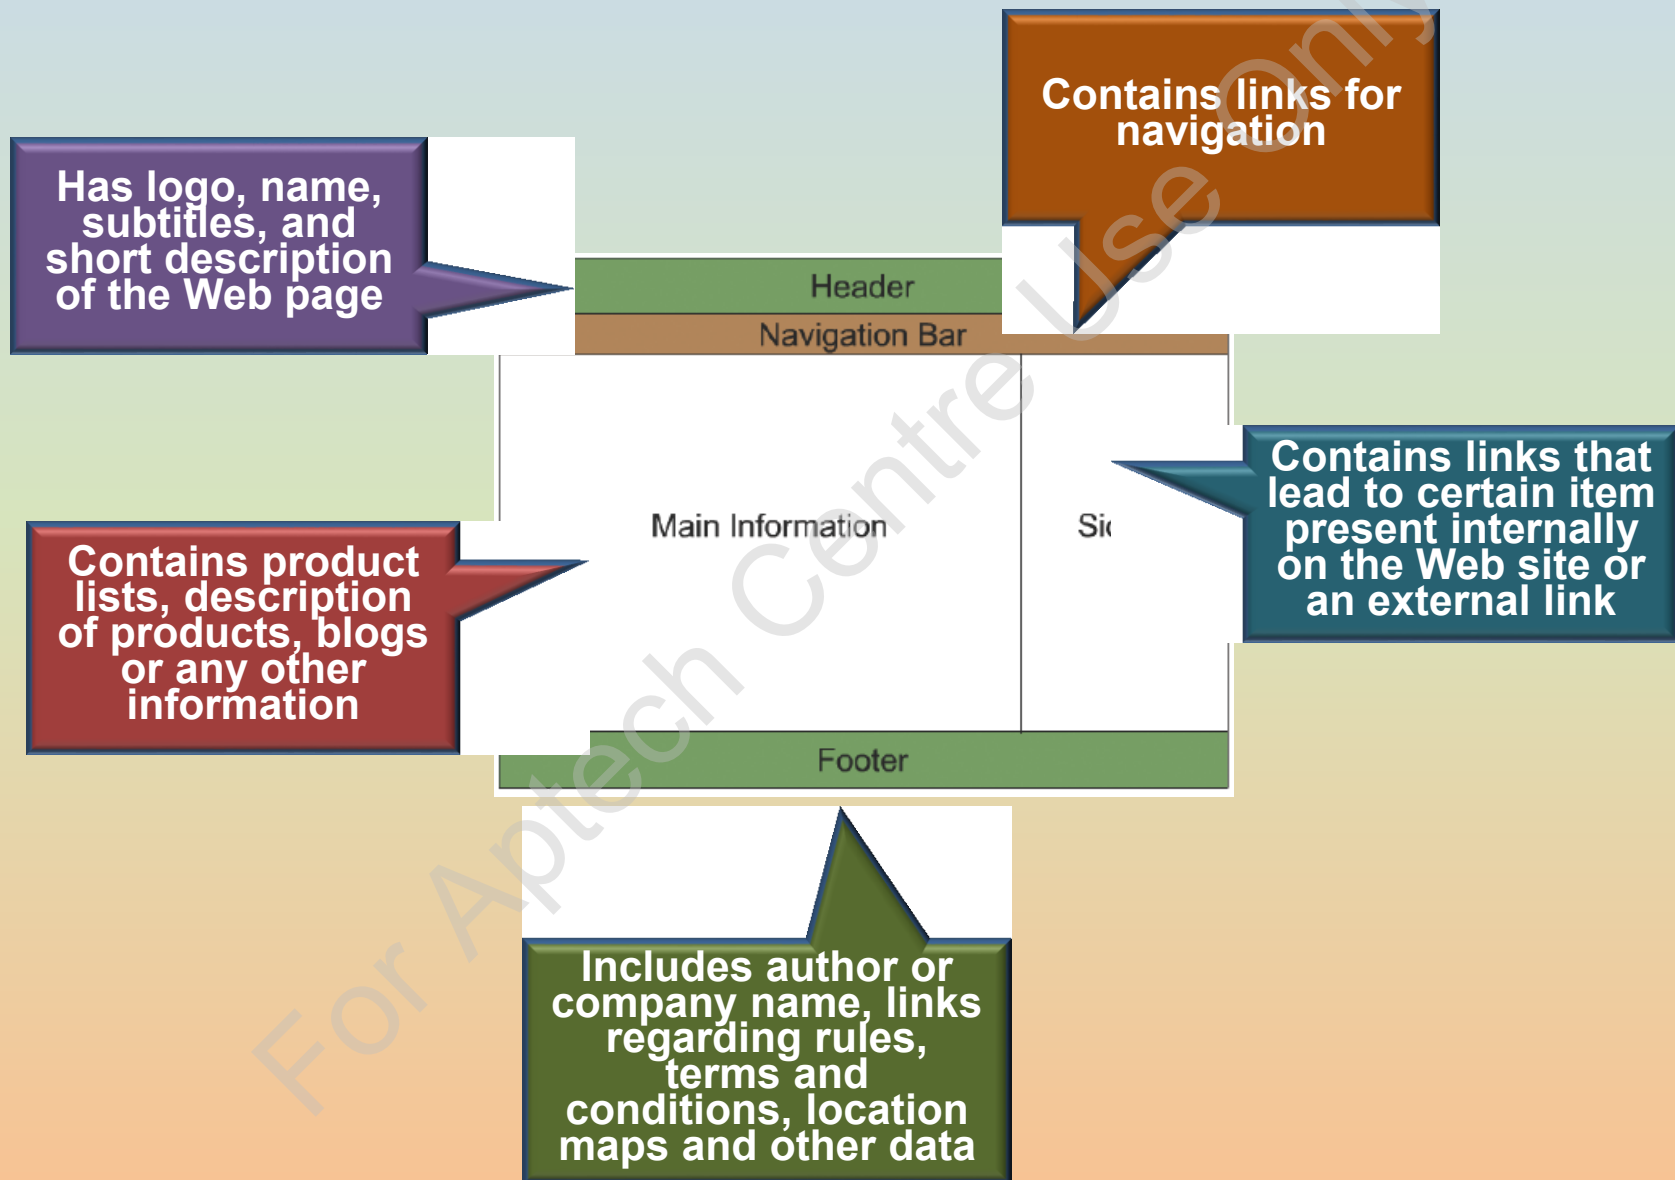 Contains links for
navigation
Has logo, name,
subtitles, and
short description
of the Web page
Header
Navigation Bar
Main Information
Contains links that
lead to certain item
present internally
on the Web site or
an external link
Contains product
lists, description
of products, blogs
or any other
information
Footer
Includes author or
company name, links
regarding rules,
terms and
conditions, location
maps and other data
For Aptech Centre Use Only